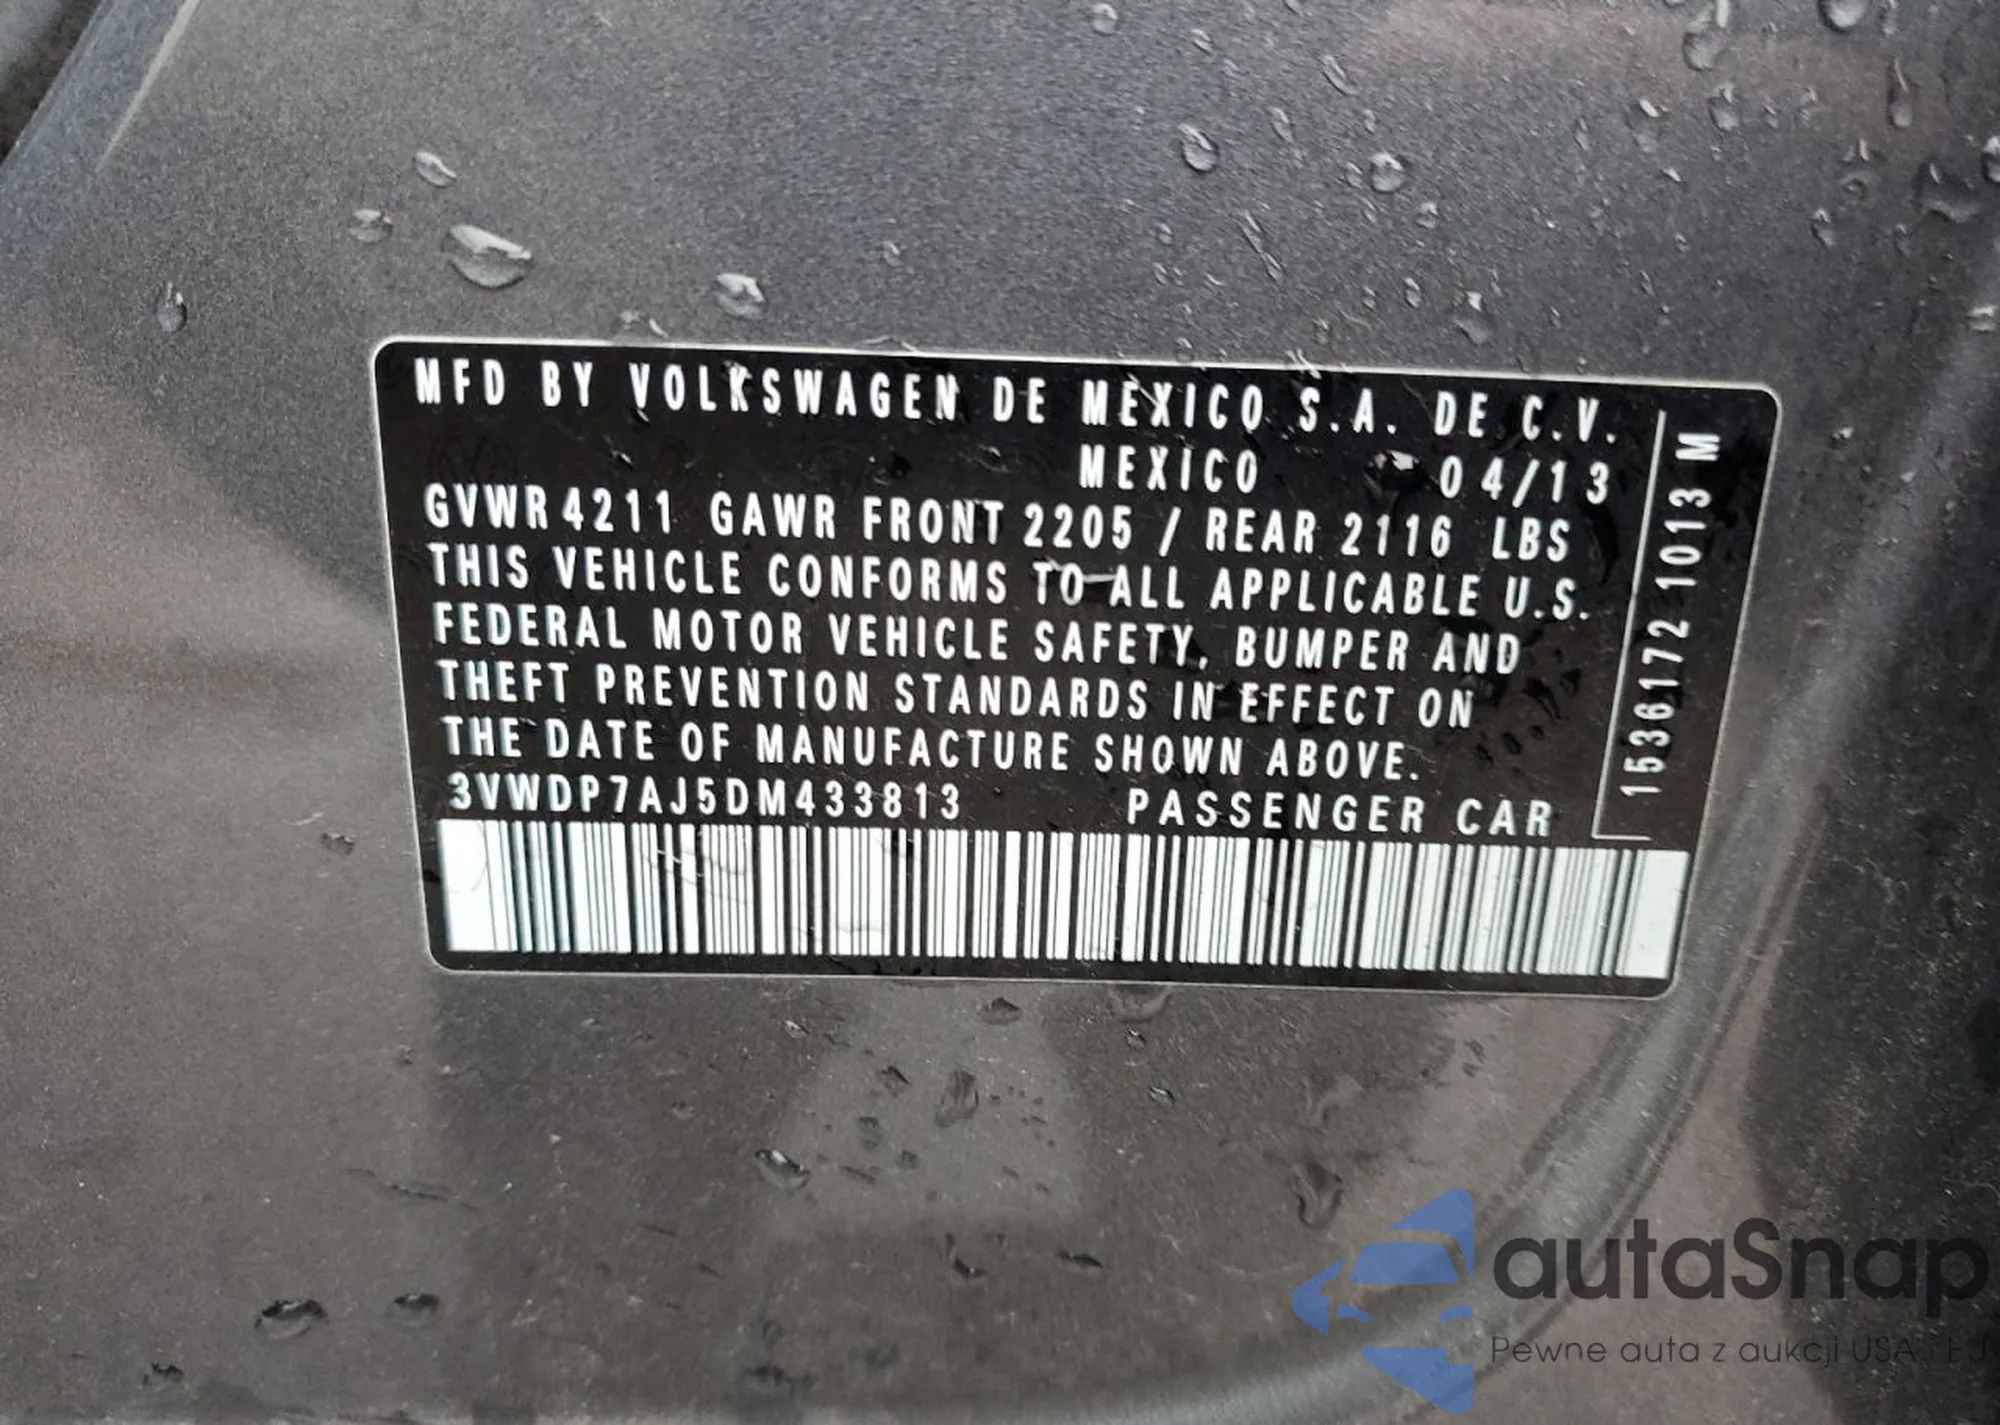 MFD BY VOLKSWAGEN DE MEXICO S.A. DE C.V.
MEXICO 04/13
GVWR 4211 GAWR FRONT 2205 / REAR 2116 LBS
THIS VEHICLE CONFORMS TO ALL APPLICABLE U.S.
FEDERAL MOTOR VEHICLE SAFETY, BUMPER AND
THEFT PREVENTION STANDARDS IN EFFECT ON
THE DATE OF MANUFACTURE SHOWN ABOVE.
3VWDP7AJ5DM433813 PASSENGER CAR
1536172 1013 M
autaSnap
Pewne auta z aukcji USA i EU